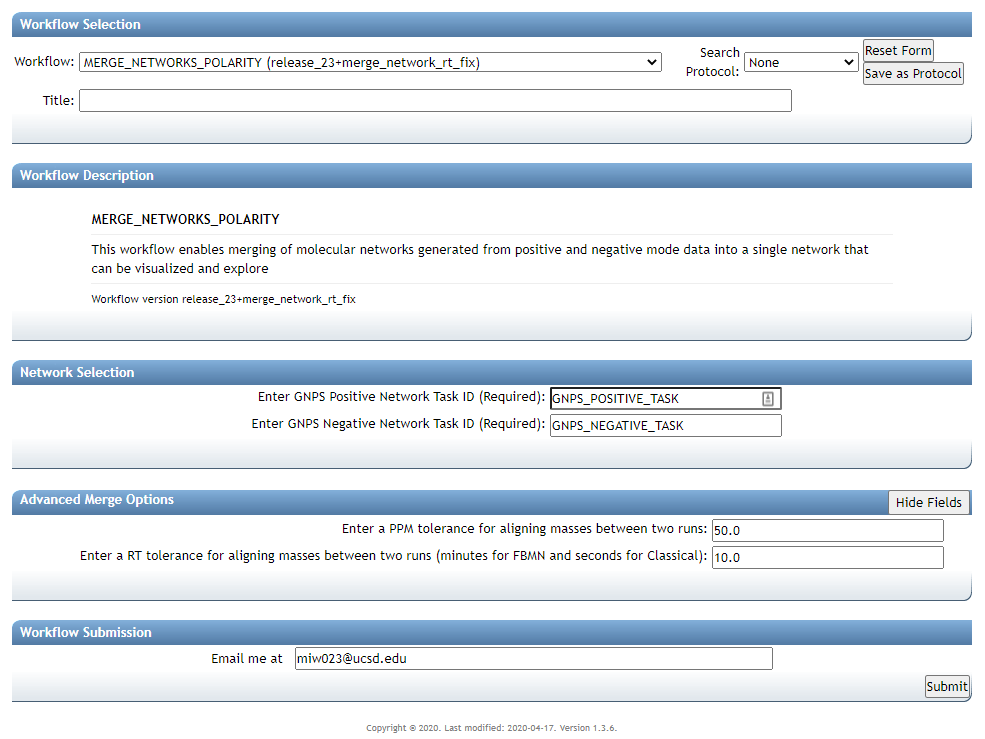 Workflow Selection
Workflow: MERGE_NETWORKS_POLARITY (release_23+merge_network_rt_fix)
Search
Protocol: None
Reset Form
Save as Protocol
Title:
Workflow Description
MERGE_NETWORKS_POLARITY
This workflow enables merging of molecular networks generated from positive and negative mode data into a single network that
can be visualized and explore
Workflow version release_23+merge_network_rt_fix
Network Selection
Enter GNPS Positive Network Task ID (Required): GNPS_POSITIVE_TASK
Enter GNPS Negative Network Task ID (Required): GNPS_NEGATIVE_TASK
Advanced Merge Options
Hide Fields
Enter a PPM tolerance for aligning masses between two runs: 50.0
Enter a RT tolerance for aligning masses between two runs (minutes for FBMN and seconds for Classical): 10.0
Workflow Submission
Email me at miw023@ucsd.edu
Submit
Copyright © 2020. Last modified: 2020-04-17. Version 1.3.6.